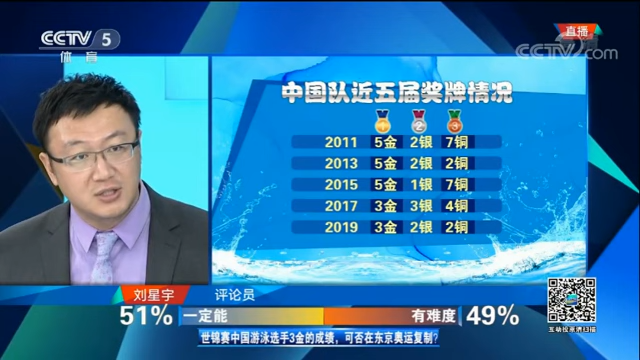 CCTV 5
体育
直播
CCTV.com
中国队近五届奖牌情况
1 2 3
2011 5金 2银 7铜
2013 5金 2银 2铜
2015 5金 1银 7铜
2017 3金 3银 4铜
2019 3金 2银 2铜
刘星宇 评论员
51% 一定能 有难度 49%
世锦赛中国游泳选手3金的成绩，可否在东京奥运复制？
互动投票请扫描